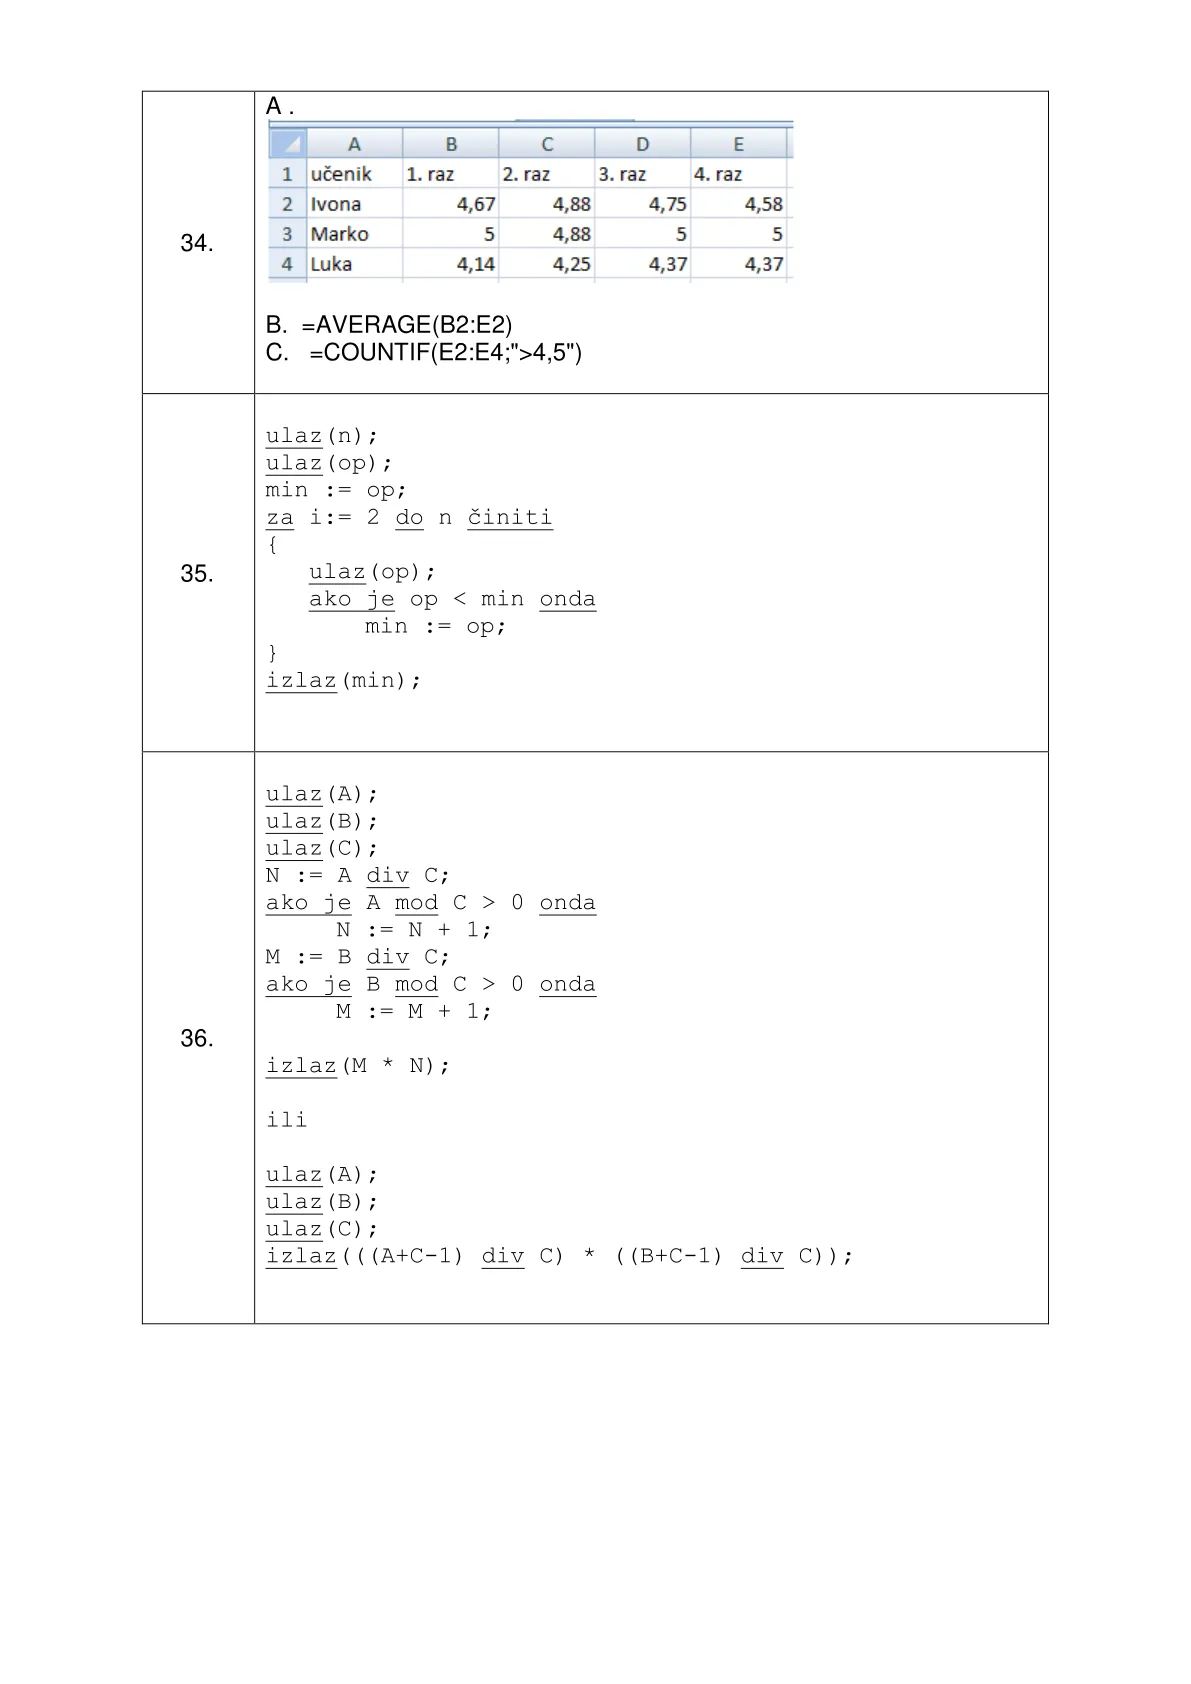 34.
A .
A B C D E
1 učenik 1. raz 2. raz 3. raz 4. raz
2 Ivona 4,67 4,88 4,75 4,58
3 Marko 5 4,88 5 5
4 Luka 4,14 4,25 4,37 4,37
B. =AVERAGE(B2:E2)
C. =COUNTIF(E2:E4;">4,5")
35.
ulaz(n);
ulaz(op);
min := op;
za i:= 2 do n činiti
{
ulaz(op);
ako je op < min onda
min := op;
}
izlaz(min);
36.
ulaz(A);
ulaz(B);
ulaz(C);
N := A div C;
ako je A mod C > 0 onda
N := N + 1;
M := B div C;
ako je B mod C > 0 onda
M := M + 1;
izlaz(M * N);
ili
ulaz(A);
ulaz(B);
ulaz(C);
izlaz(((A+C-1) div C) * ((B+C-1) div C));